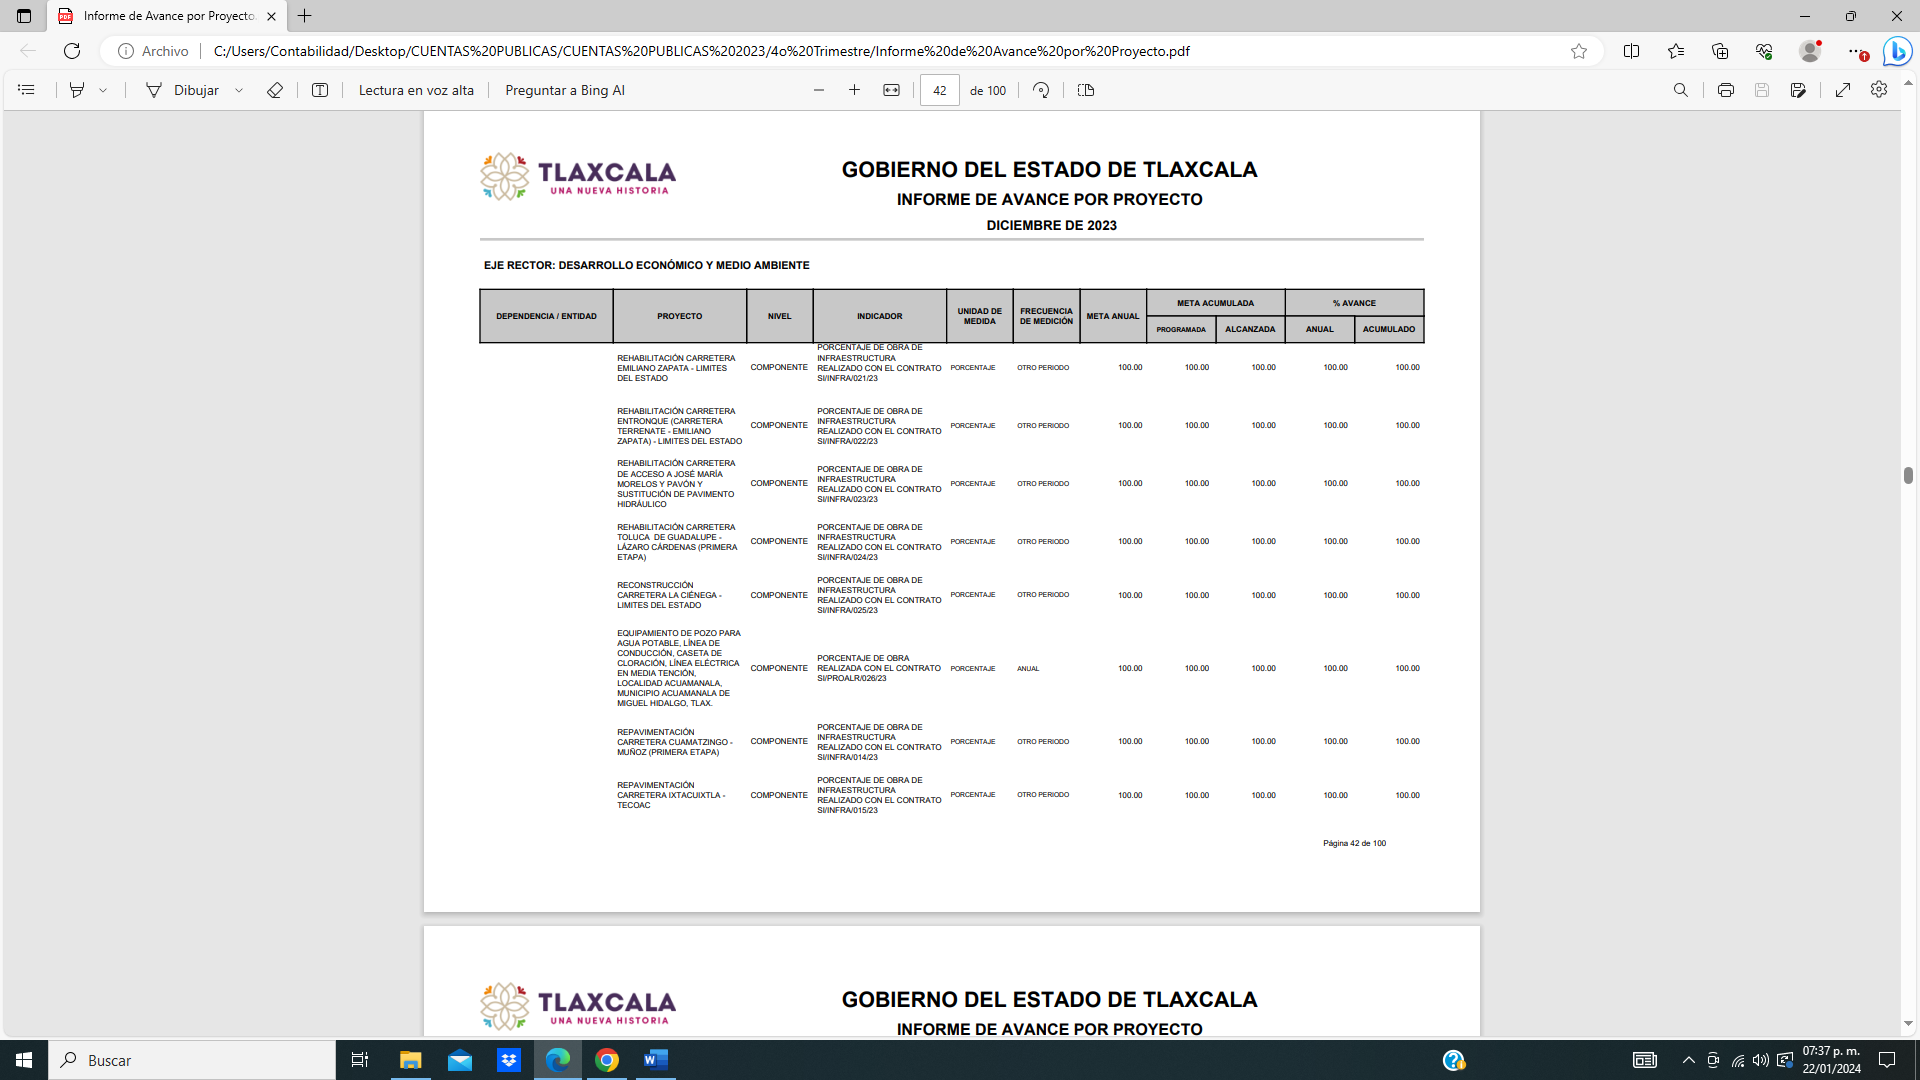 Informe de Avance por Proyecto.
Archivo
C:/Users/Contabilidad/Desktop/CUENTAS%20PUBLICAS/CUENTAS%20PUBLICAS%202023/4o%20Trimestre/Informe%20de%20Avance%20por%20Proyecto.pdf
Dibujar
Lectura en voz alta
Preguntar a Bing AI
42 de 100
TLAXCALA
UNA NUEVA HISTORIA
GOBIERNO DEL ESTADO DE TLAXCALA
INFORME DE AVANCE POR PROYECTO
DICIEMBRE DE 2023
EJE RECTOR: DESARROLLO ECONÓMICO Y MEDIO AMBIENTE
DEPENDENCIA / ENTIDAD
PROYECTO
NIVEL
INDICADOR
UNIDAD DE
MEDIDA
FRECUENCIA
DE MEDICIÓN
META ANUAL
META ACUMULADA
PROGRAMADA
ALCANZADA
% AVANCE
ANUAL
ACUMULADO
REHABILITACIÓN CARRETERA
EMILIANO ZAPATA - LIMITES
DEL ESTADO
COMPONENTE
PORCENTAJE DE OBRA DE
INFRAESTRUCTURA
REALIZADO CON EL CONTRATO
SI/INFRA/021/23
PORCENTAJE
OTRO PERIODO
100.00 100.00 100.00 100.00 100.00
REHABILITACIÓN CARRETERA
ENTRONQUE (CARRETERA
TERRENATE - EMILIANO
ZAPATA) - LIMITES DEL ESTADO
COMPONENTE
PORCENTAJE DE OBRA DE
INFRAESTRUCTURA
REALIZADO CON EL CONTRATO
SI/INFRA/022/23
PORCENTAJE
OTRO PERIODO
100.00 100.00 100.00 100.00 100.00
REHABILITACIÓN CARRETERA
DE ACCESO A JOSÉ MARÍA
MORELOS Y PAVÓN Y
SUSTITUCIÓN DE PAVIMENTO
HIDRÁULICO
COMPONENTE
PORCENTAJE DE OBRA DE
INFRAESTRUCTURA
REALIZADO CON EL CONTRATO
SI/INFRA/023/23
PORCENTAJE
OTRO PERIODO
100.00 100.00 100.00 100.00 100.00
REHABILITACIÓN CARRETERA
TOLUCA DE GUADALUPE -
LÁZARO CÁRDENAS (PRIMERA
ETAPA)
COMPONENTE
PORCENTAJE DE OBRA DE
INFRAESTRUCTURA
REALIZADO CON EL CONTRATO
SI/INFRA/024/23
PORCENTAJE
OTRO PERIODO
100.00 100.00 100.00 100.00 100.00
RECONSTRUCCIÓN
CARRETERA LA CIÉNEGA -
LIMITES DEL ESTADO
COMPONENTE
PORCENTAJE DE OBRA DE
INFRAESTRUCTURA
REALIZADO CON EL CONTRATO
SI/INFRA/025/23
PORCENTAJE
OTRO PERIODO
100.00 100.00 100.00 100.00 100.00
EQUIPAMIENTO DE POZO PARA
AGUA POTABLE, LÍNEA DE
CONDUCCIÓN, CASETA DE
CLORACIÓN, LÍNEA ELÉCTRICA
EN MEDIA TENCIÓN,
LOCALIDAD ACUAMANALA,
MUNICIPIO ACUAMANALA DE
MIGUEL HIDALGO, TLAX.
COMPONENTE
PORCENTAJE DE OBRA
REALIZADA CON EL CONTRATO
SI/PROALR/026/23
PORCENTAJE
ANUAL
100.00 100.00 100.00 100.00 100.00
REPAVIMENTACIÓN
CARRETERA CUAMATZINGO -
MUÑOZ (PRIMERA ETAPA)
COMPONENTE
PORCENTAJE DE OBRA DE
INFRAESTRUCTURA
REALIZADO CON EL CONTRATO
SI/INFRA/014/23
PORCENTAJE
OTRO PERIODO
100.00 100.00 100.00 100.00 100.00
REPAVIMENTACIÓN
CARRETERA IXTACUIXTLA -
TECOAC
COMPONENTE
PORCENTAJE DE OBRA DE
INFRAESTRUCTURA
REALIZADO CON EL CONTRATO
SI/INFRA/015/23
PORCENTAJE
OTRO PERIODO
100.00 100.00 100.00 100.00 100.00
Página 42 de 100
TLAXCALA
UNA NUEVA HISTORIA
GOBIERNO DEL ESTADO DE TLAXCALA
INFORME DE AVANCE POR PROYECTO
Buscar
07:37 p. m.
22/01/2024